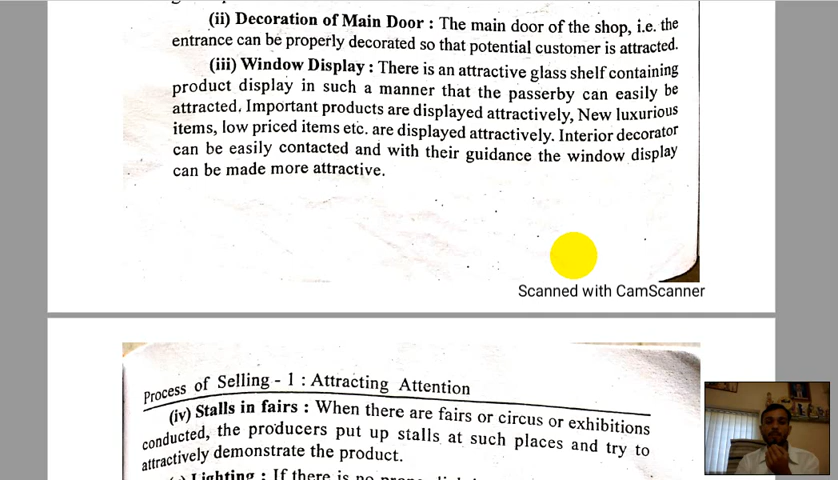 (ii) Decoration of Main Door : The main door of the shop, i.e. the
entrance can be properly decorated so that potential customer is attracted.
(iii) Window Display : There is an attractive glass shelf containing
product display in such a manner that the passerby can easily be
attracted. Important products are displayed attractively, New luxurious
items, low priced items etc. are displayed attractively. Interior decorator
can be easily contacted and with their guidance the window display
can be made more attractive.
Scanned with CamScanner
Process of Selling - 1 : Attracting Attention
(iv) Stalls in fairs : When there are fairs or circus or exhibitions
conducted, the producers put up stalls at such places and try to
attractively demonstrate the product.
Lighting : If there is no